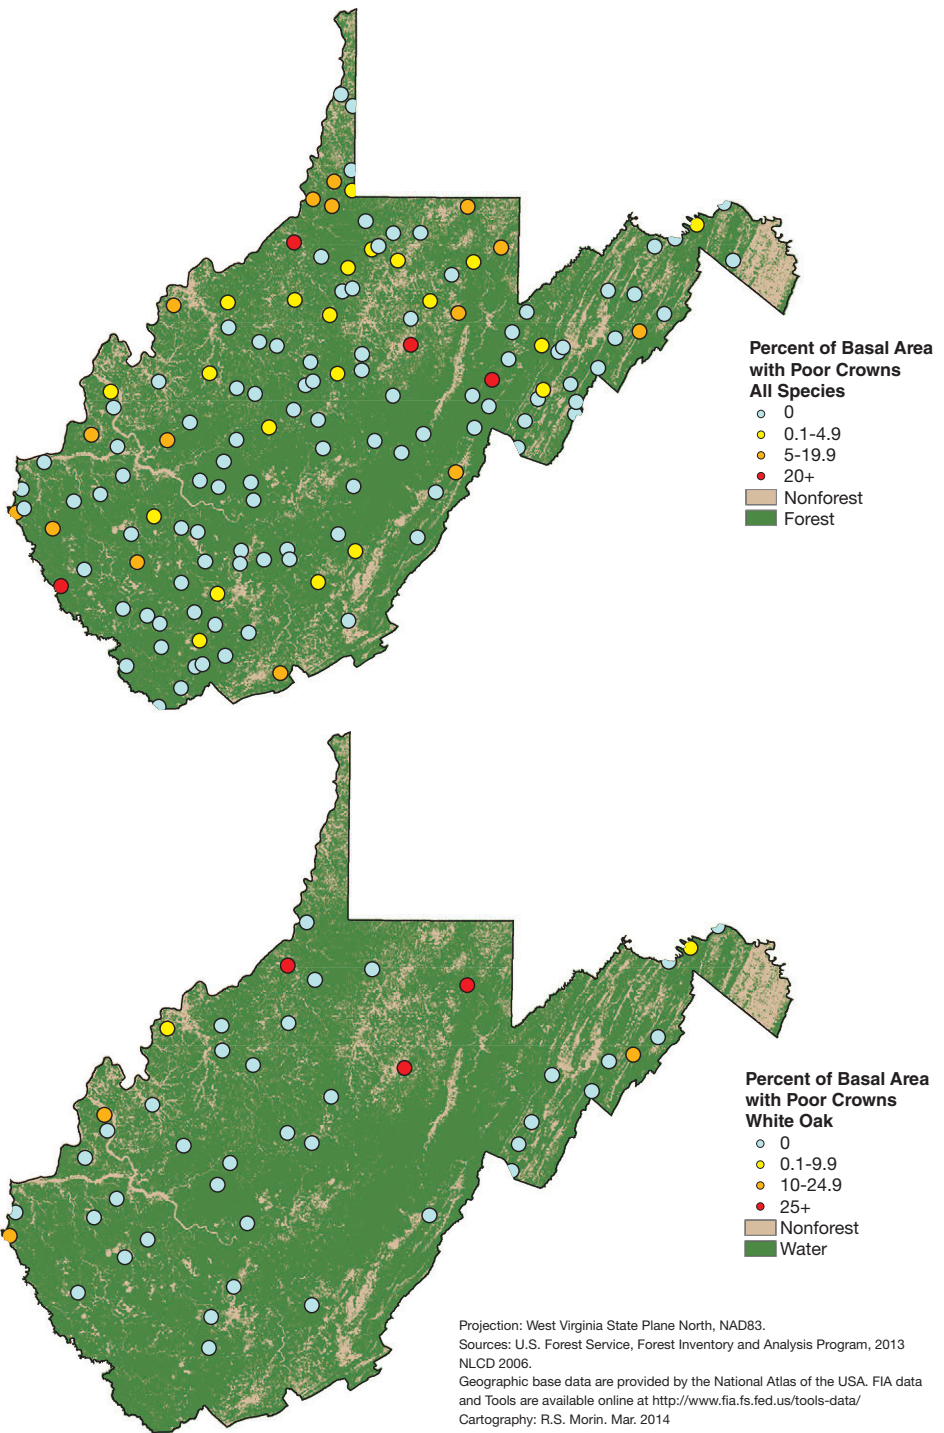 Percent of Basal Area
with Poor Crowns
All Species
0
0.1-4.9
5-19.9
20+
Nonforest
Forest
Percent of Basal Area
with Poor Crowns
White Oak
0
0.1-9.9
10-24.9
25+
Nonforest
Water
Projection: West Virginia State Plane North, NAD83.
Sources: U.S. Forest Service, Forest Inventory and Analysis Program, 2013
NLCD 2006.
Geographic base data are provided by the National Atlas of the USA. FIA data
and Tools are available online at http://www.fia.fs.fed.us/tools-data/
Cartography: R.S. Morin. Mar. 2014